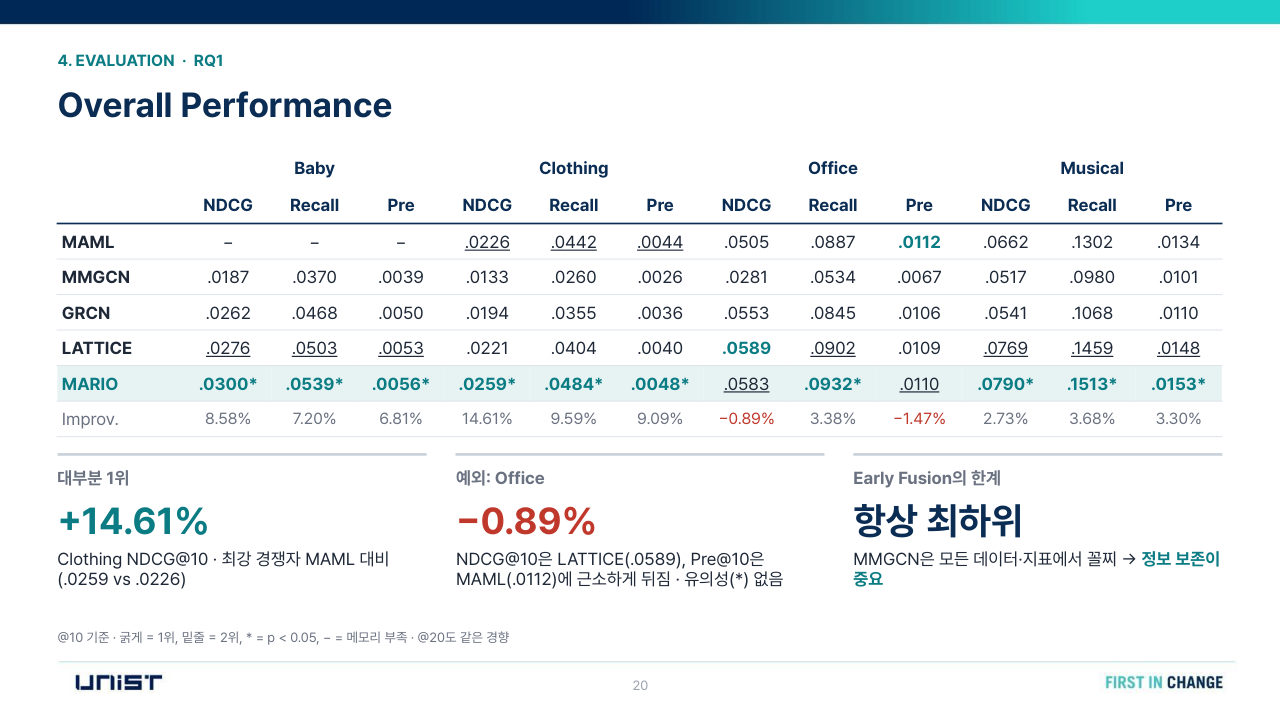 4. EVALUATION · RQ1
Overall Performance
Baby Clothing Office Musical
NDCG Recall Pre NDCG Recall Pre NDCG Recall Pre NDCG Recall Pre
MAML – – – .0226 .0442 .0044 .0505 .0887 .0112 .0662 .1302 .0134
MMGCN .0187 .0370 .0039 .0133 .0260 .0026 .0281 .0534 .0067 .0517 .0980 .0101
GRCN .0262 .0468 .0050 .0194 .0355 .0036 .0553 .0845 .0106 .0541 .1068 .0110
LATTICE .0276 .0503 .0053 .0221 .0404 .0040 .0589 .0902 .0109 .0769 .1459 .0148
MARIO .0300* .0539* .0056* .0259* .0484* .0048* .0583 .0932* .0110 .0790* .1513* .0153*
Improv. 8.58% 7.20% 6.81% 14.61% 9.59% 9.09% −0.89% 3.38% −1.47% 2.73% 3.68% 3.30%
대부분 1위
+14.61%
Clothing NDCG@10 · 최강 경쟁자 MAML 대비
(.0259 vs .0226)
예외: Office
−0.89%
NDCG@10은 LATTICE(.0589), Pre@10은
MAML(.0112)에 근소하게 뒤짐 · 유의성(*) 없음
Early Fusion의 한계
항상 최하위
MMGCN은 모든 데이터·지표에서 꼴찌 → 정보 보존이
중요
@10 기준 · 굵게 = 1위, 밑줄 = 2위, * = p < 0.05, − = 메모리 부족 · @20도 같은 경향
UNIST
20
FIRST IN CHANGE